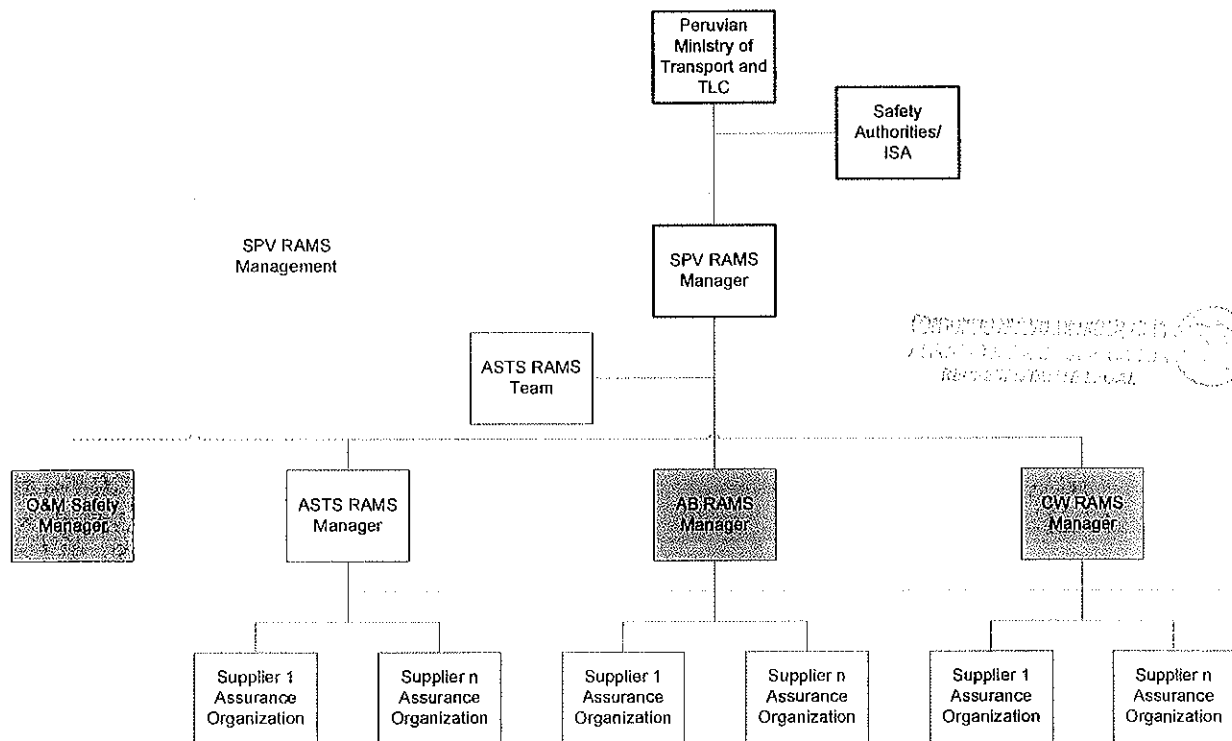 Peruvian
Ministry of
Transport and
TLC
Safety
Authorities/
ISA
SPV RAMS
Management
SPV RAMS
Manager
ASTS RAMS
Team
O&M Safety
Manager
ASTS RAMS
Manager
AB RAMS
Manager
CW RAMS
Manager
Supplier 1
Assurance
Organization
Supplier n
Assurance
Organization
Supplier 1
Assurance
Organization
Supplier n
Assurance
Organization
Supplier 1
Assurance
Organization
Supplier n
Assurance
Organization